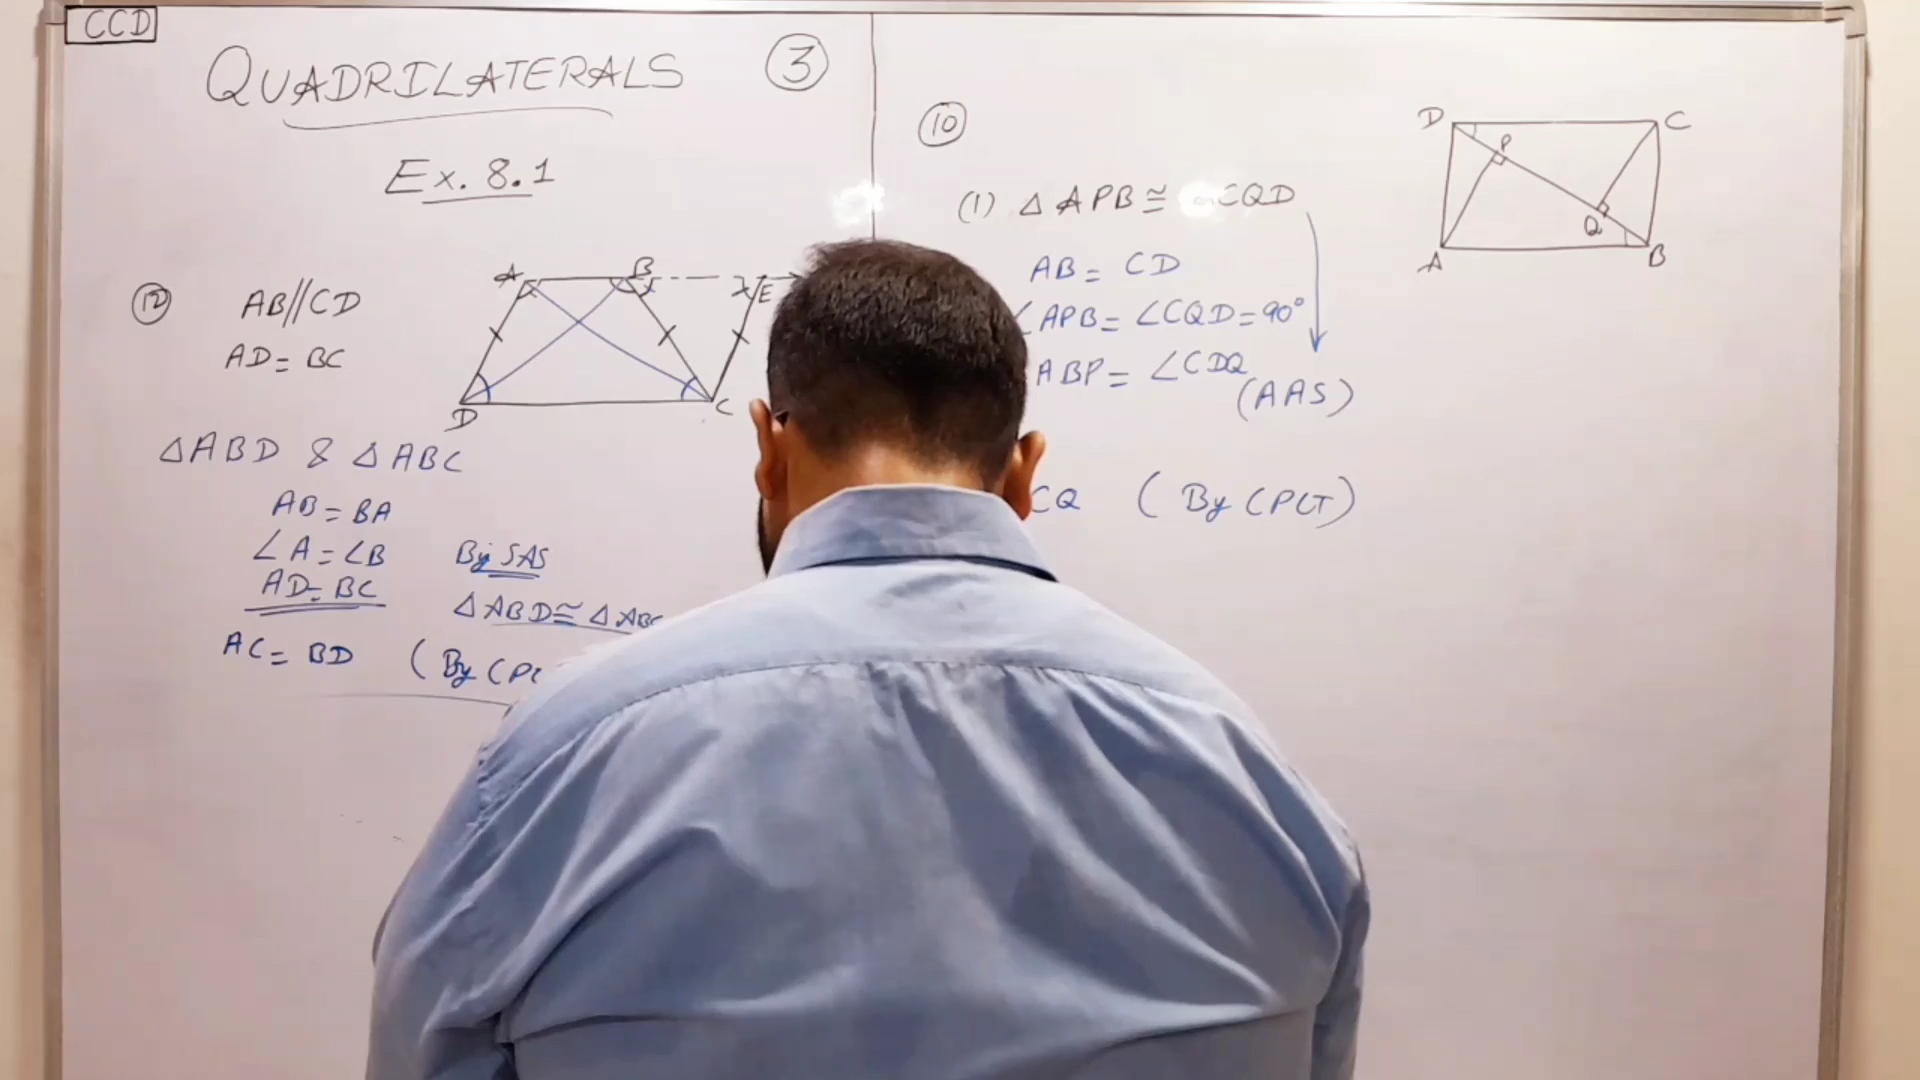 CCD
QUADRILATERALS
3
Ex. 8.1
12
AB//CD
AD = BC
A
B
E
D
C
△ABD & △ABC
AB = BA
∠A = ∠B
AD = BC
By SAS
△ABD ≅ △ABC
AC = BD (By CPC
10
(1) △ APB ≅ CQD
AB = CD
∠APB = ∠CQD = 90°
ABP = ∠CDQ
(AAS)
CQ (By CPCT)
D
C
P
Q
A
B